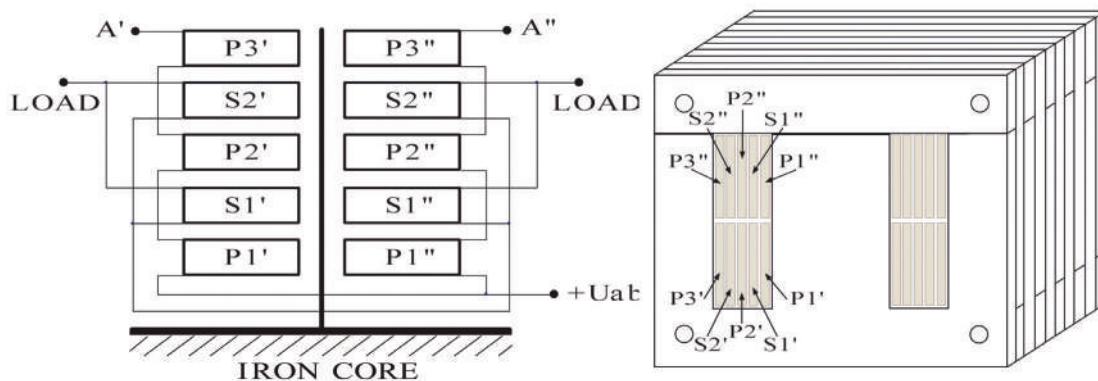 A' A"
P3' P3"
LOAD S2' S2" LOAD
P2' P2"
S1' S1"
P1' P1"
+Uab
IRON CORE
P2"
S2" S1"
P3" P1"
P3' P1'
S2' P2' S1'